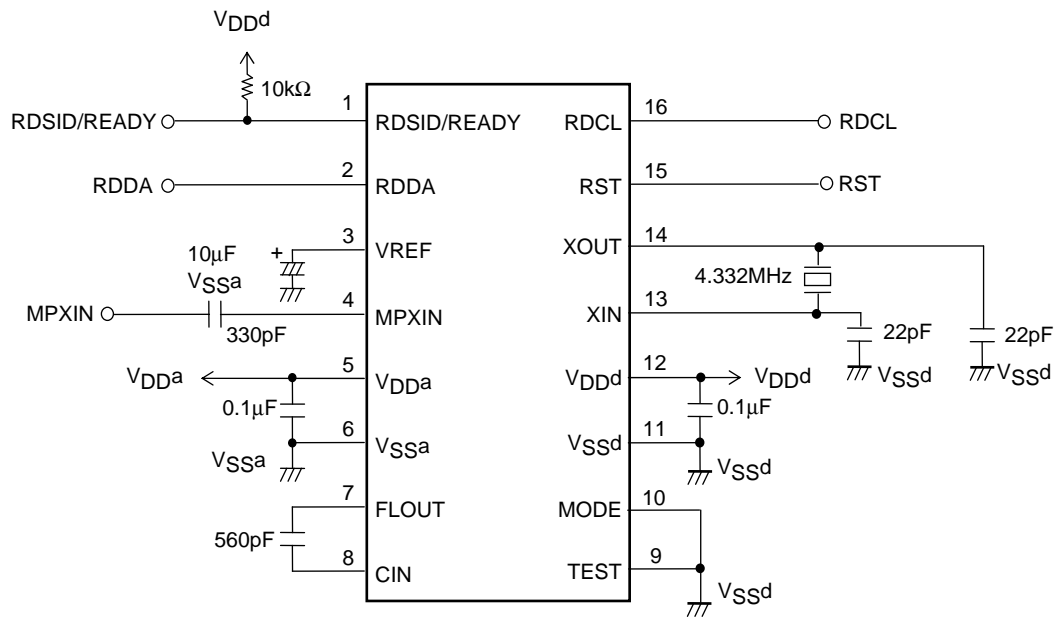 VDDd
10kΩ
1
16
RDSID/READY
RDSID/READY
RDCL
RDCL
2
15
RDDA
RDDA
RST
RST
3
14
10µF
+
VREF
XOUT
VSSa
4.332MHz
4
13
MPXIN
MPXIN
XIN
330pF
22pF
22pF
5
12
VDDa
VDDa
VDDd
VDDd
VSSd
VSSd
0.1µF
0.1µF
6
11
VSSa
VSSa
VSSd
VSSd
7
10
FLOUT
MODE
560pF
8
9
CIN
TEST
VSSd